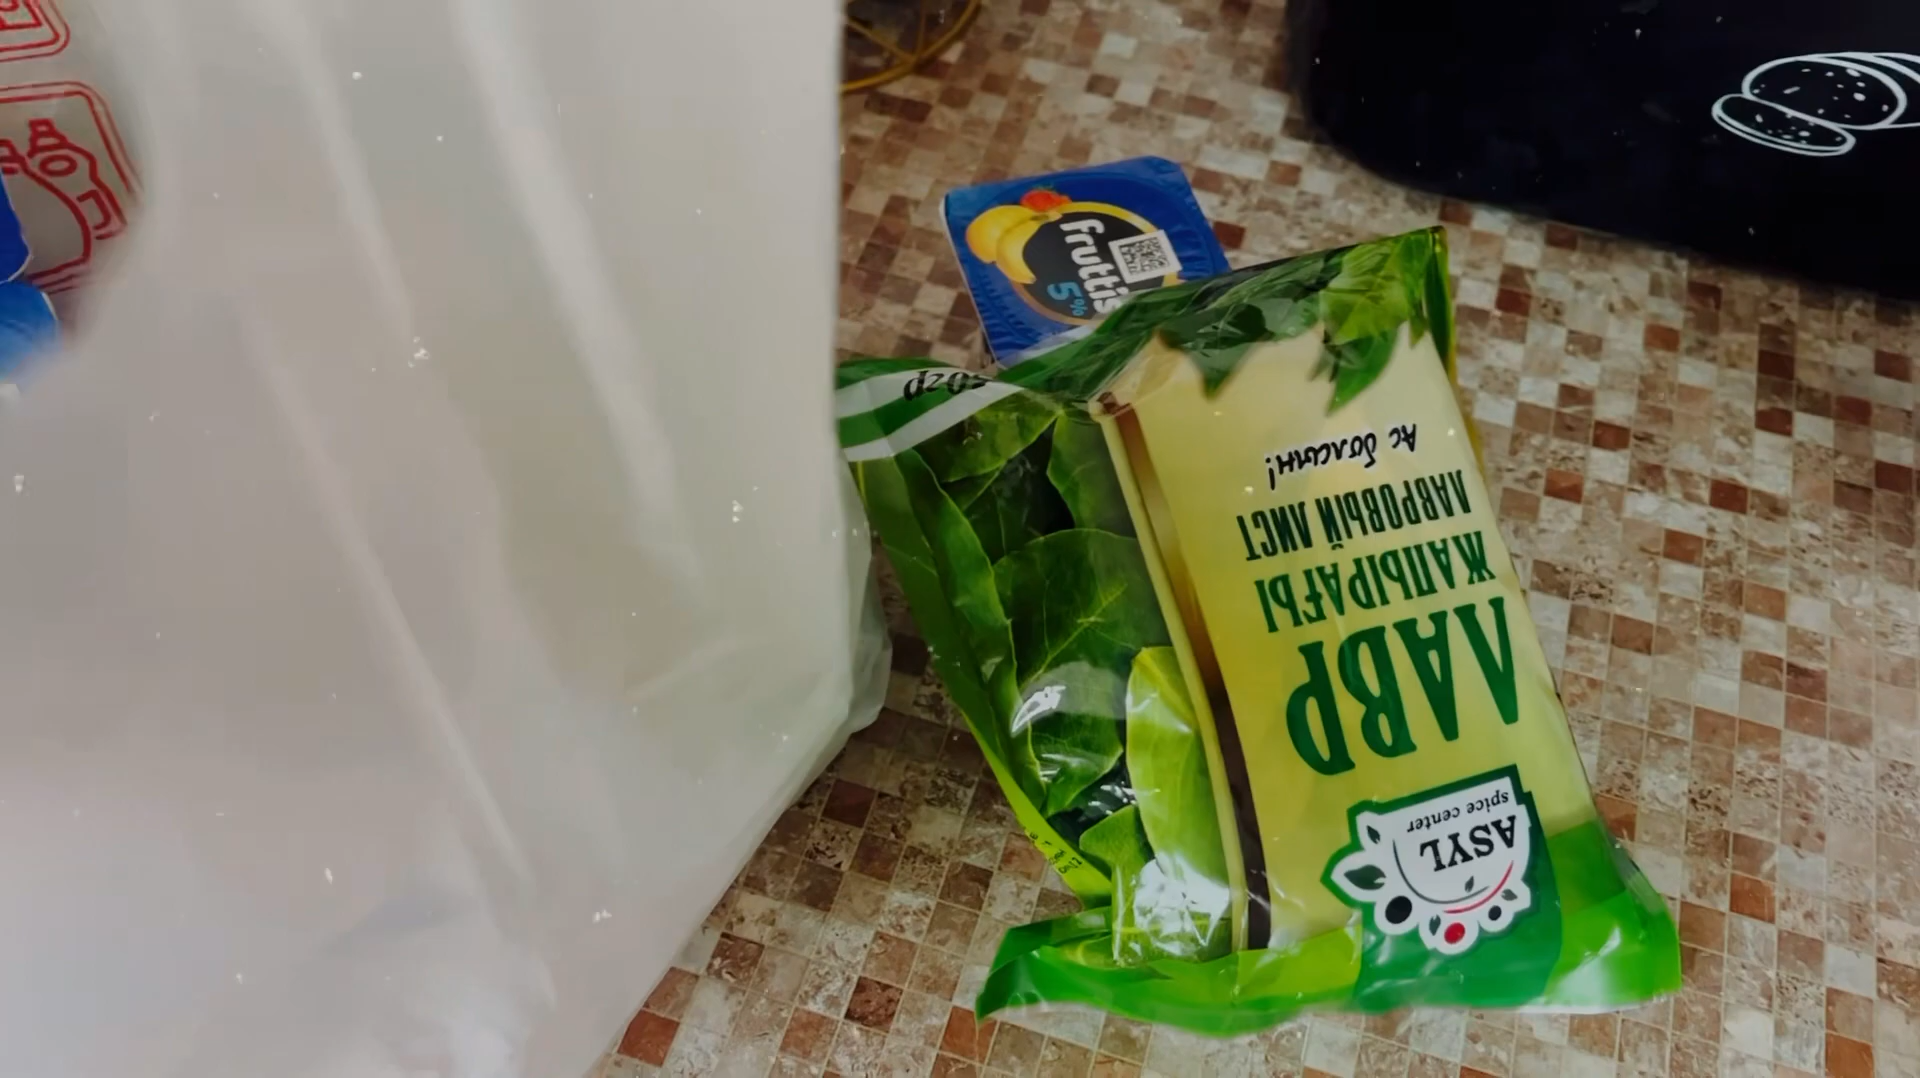 fruttis
5%
ASYL
spice center
ЛАВР
ЖАПЫРАҒЫ
ЛАВРОВЫЙ ЛИСТ
Ас болсын!